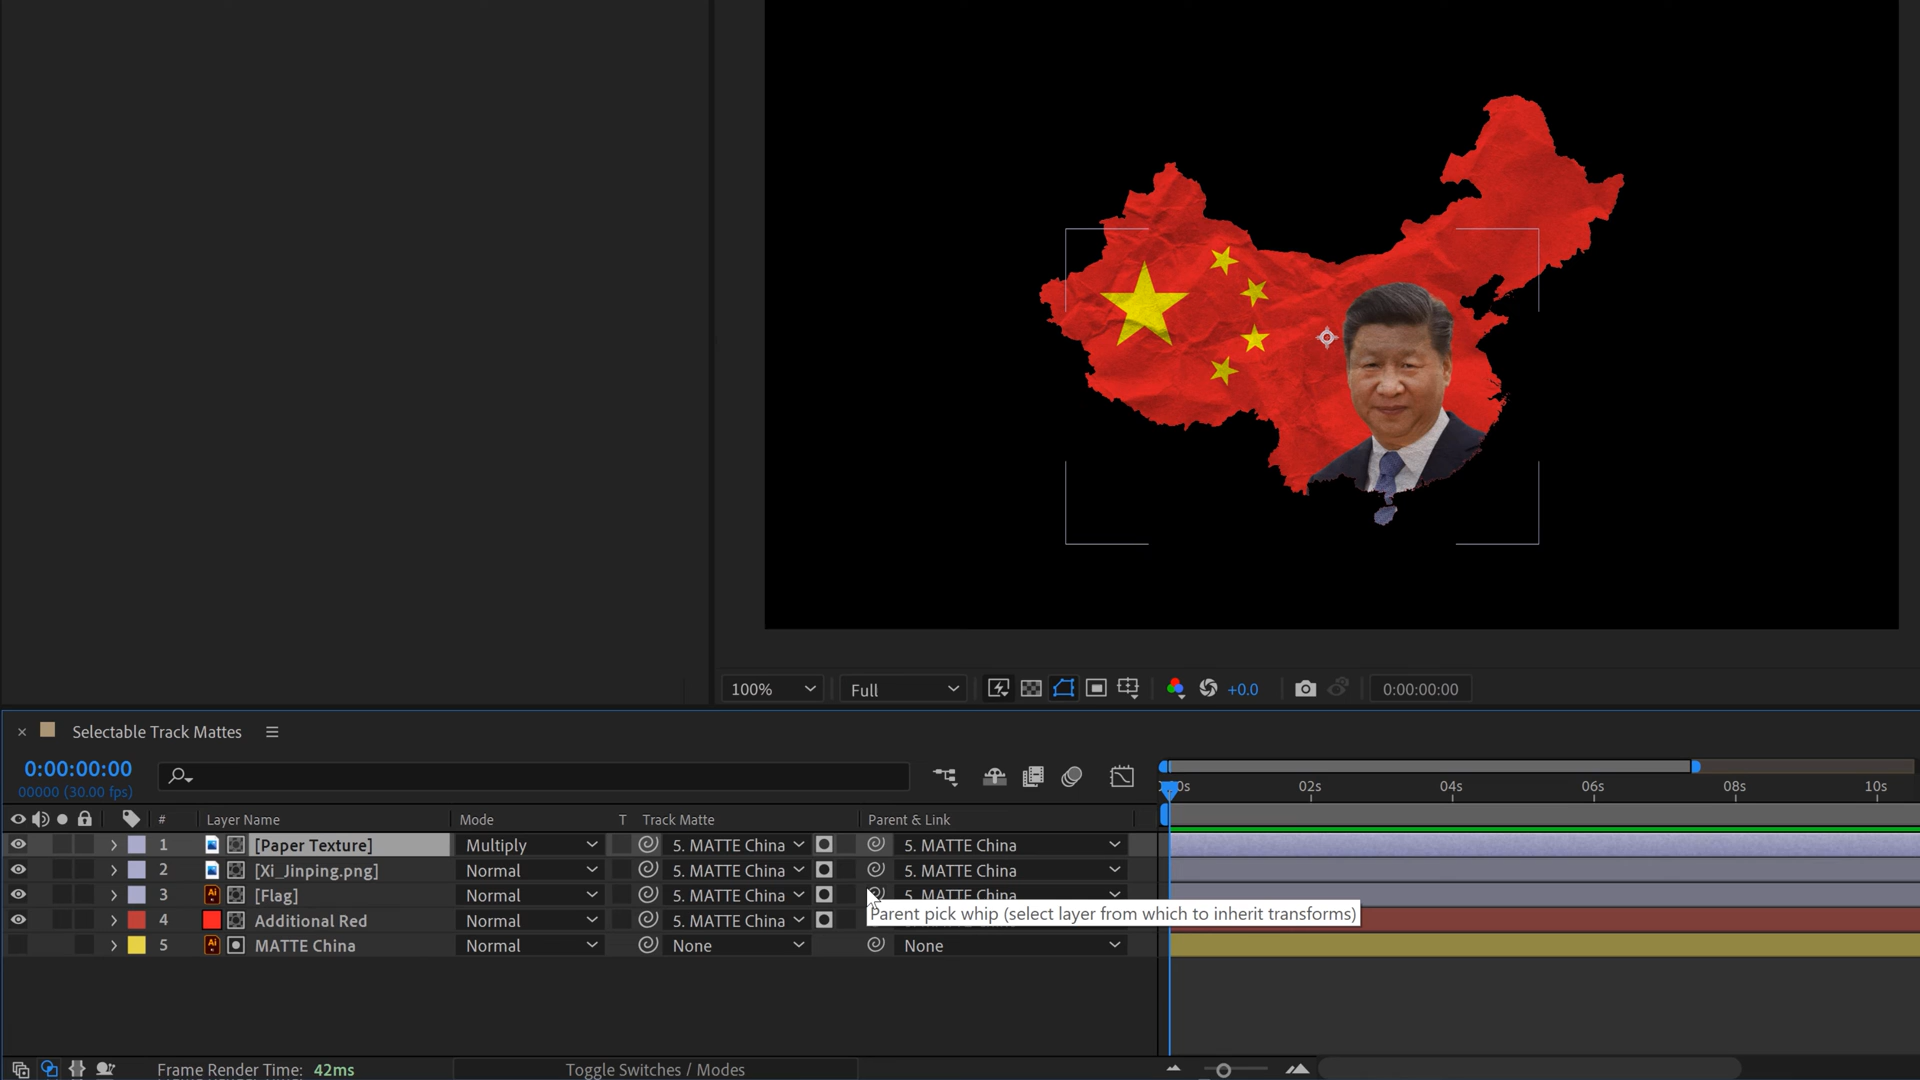 100%
Full
+0.0
0:00:00:00
Selectable Track Mattes
0:00:00:00
00000 (30.00 fps)
02s
04s
06s
08s
10s
# Layer Name Mode T Track Matte Parent & Link
1 [Paper Texture] Multiply 5. MATTE China 5. MATTE China
2 [Xi_Jinping.png] Normal 5. MATTE China 5. MATTE China
3 [Flag] Normal 5. MATTE China 5. MATTE China
4 Additional Red Normal 5. MATTE China
Parent pick whip (select layer from which to inherit transforms)
5 MATTE China Normal None None
Frame Render Time: 42ms
Toggle Switches / Modes